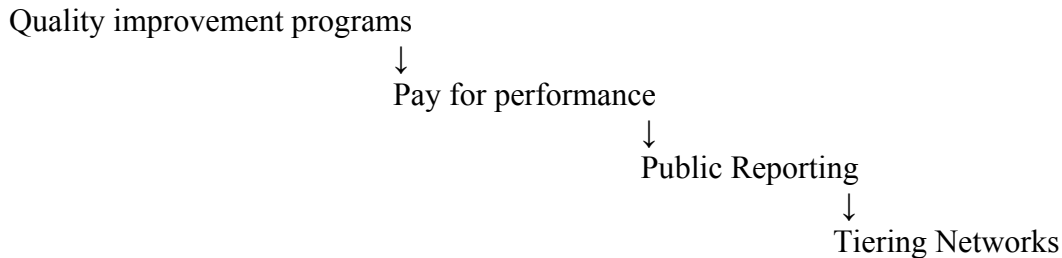 Quality improvement programs
↓
Pay for performance
↓
Public Reporting
↓
Tiering Networks